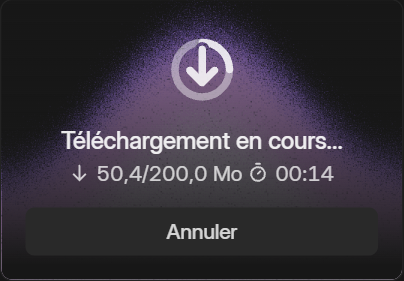 Téléchargement en cours...
↓ 50,4/200,0 Mo ⏱ 00:14
Annuler